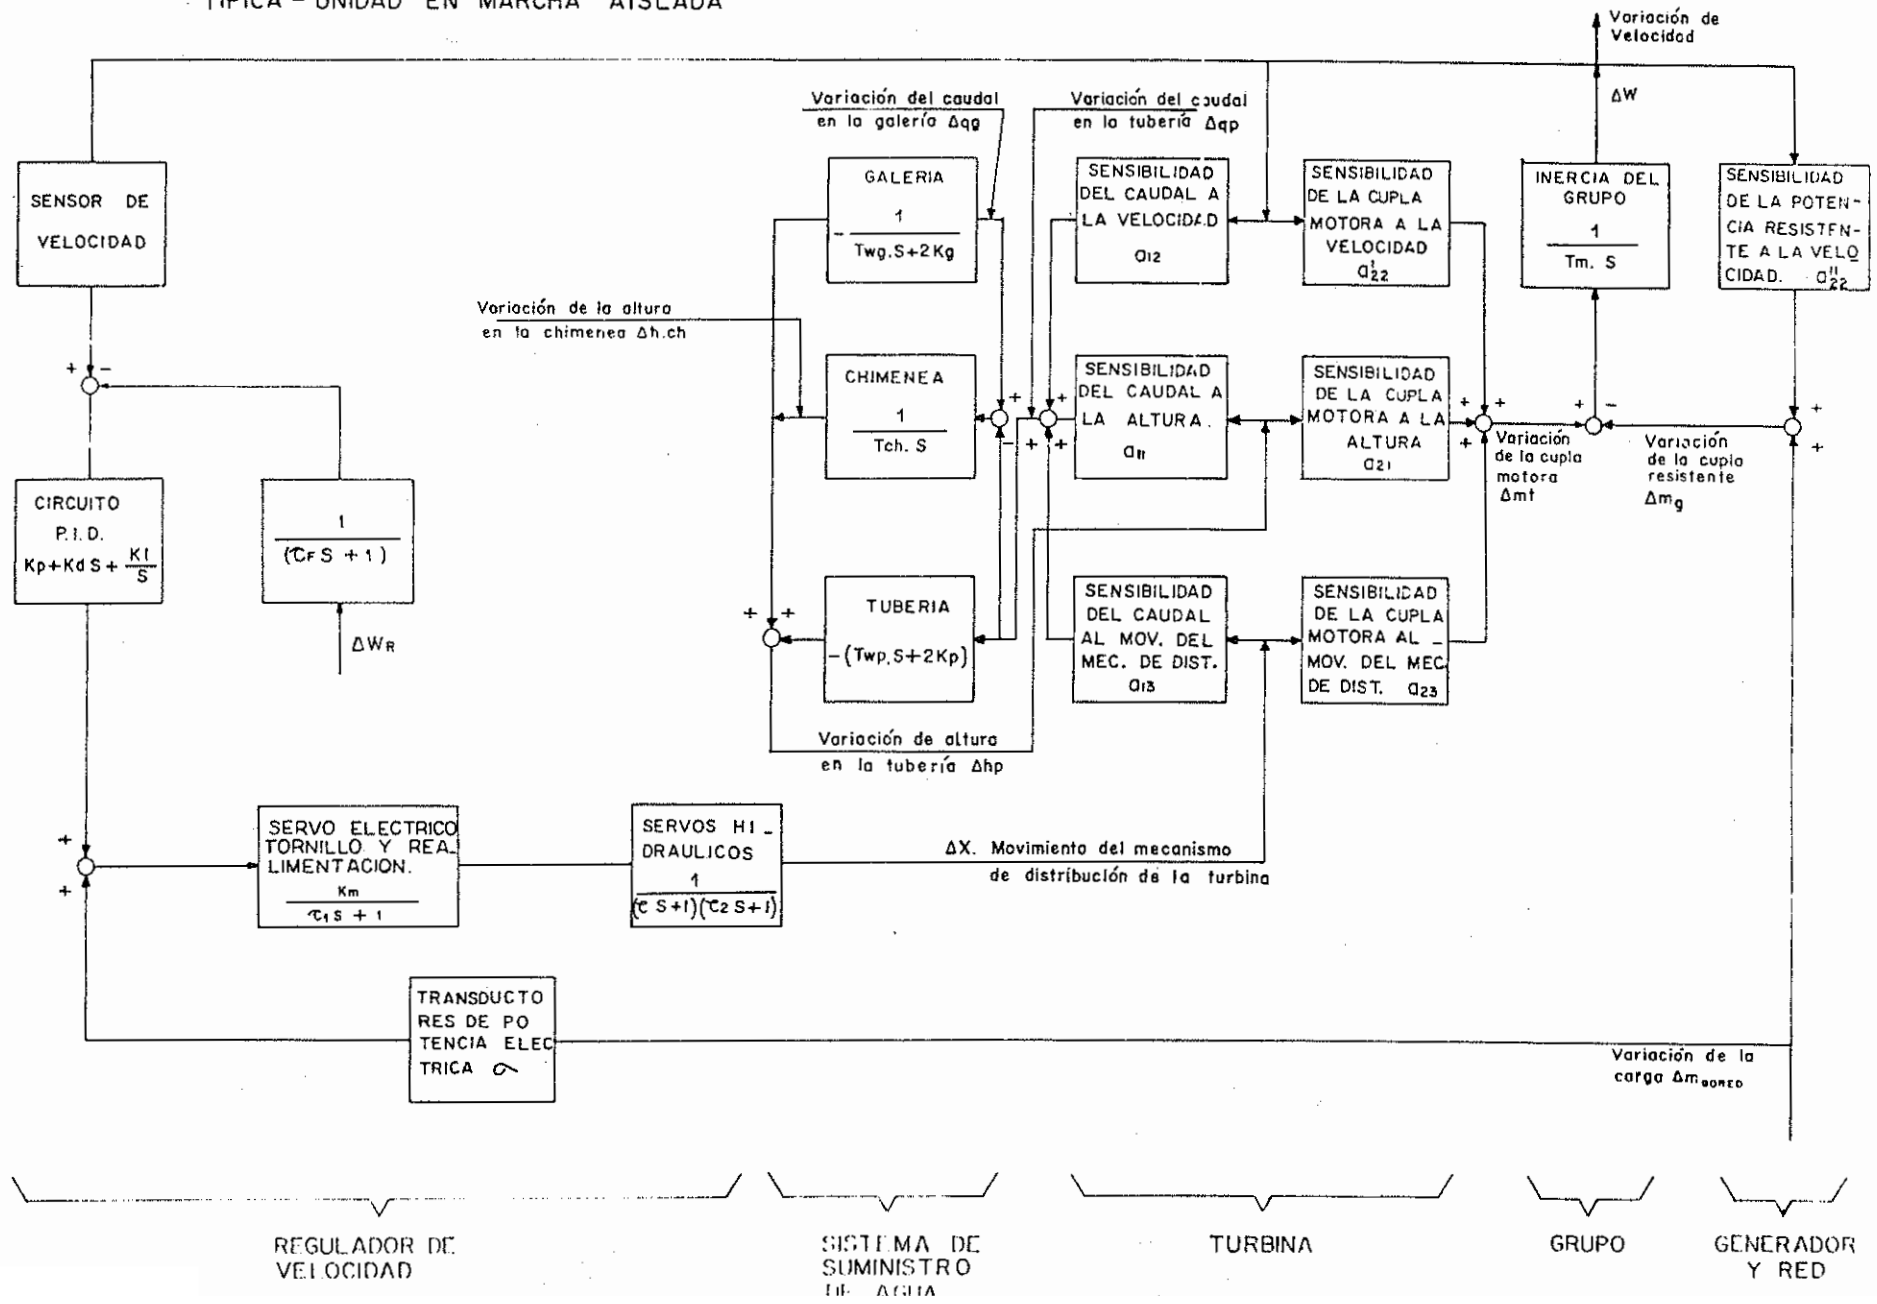 TIPICA - UNIDAD EN MARCHA AISLADA
Variación de
Velocidad
ΔW
Variación del caudal
en la galería Δqg
Variación del caudal
en la tubería Δqp
SENSOR DE
VELOCIDAD
GALERIA
- 1
Twg.S+2Kg
SENSIBILIDAD
DEL CAUDAL A
LA VELOCIDAD
a12
SENSIBILIDAD
DE LA CUPLA
MOTORA A LA
VELOCIDAD
a'22
INERCIA DEL
GRUPO
1
Tm. S
SENSIBILIDAD
DE LA POTEN-
CIA RESISTEN-
TE A LA VELO
CIDAD. a"22
Variación de la altura
en la chimenea Δh.ch
+ -
CHIMENEA
1
Tch. S
+
-
+
+ +
SENSIBILIDAD
DEL CAUDAL A
LA ALTURA.
a11
SENSIBILIDAD
DE LA CUPLA
MOTORA A LA
ALTURA
a21
+ +
+
Variación
de la cupla
motora
Δmt
+ -
Variación
de la cupla
resistente
Δmg
+
+
CIRCUITO
P.I.D.
Kp+Kd S+ KI
S
1
(τF S + 1)
ΔWR
+ +
TUBERIA
-(Twp.S+2Kp)
SENSIBILIDAD
DEL CAUDAL
AL MOV. DEL
MEC. DE DIST.
a13
SENSIBILIDAD
DE LA CUPLA
MOTORA AL -
MOV. DEL MEC.
DE DIST. a23
Variación de altura
en la tubería Δhp
+
+
SERVO ELECTRICO
TORNILLO Y REA-
LIMENTACION.
Km
τ1 S + 1
SERVOS HI -
DRAULICOS
1
(τ S+1)(τ2 S+1)
ΔX. Movimiento del mecanismo
de distribución de la turbina
TRANSDUCTO
RES DE PO
TENCIA ELEC
TRICA σ
Variación de la
carga Δm
REGULADOR DE
VELOCIDAD
SISTEMA DE
SUMINISTRO
DE AGUA
TURBINA
GRUPO
GENERADOR
Y RED